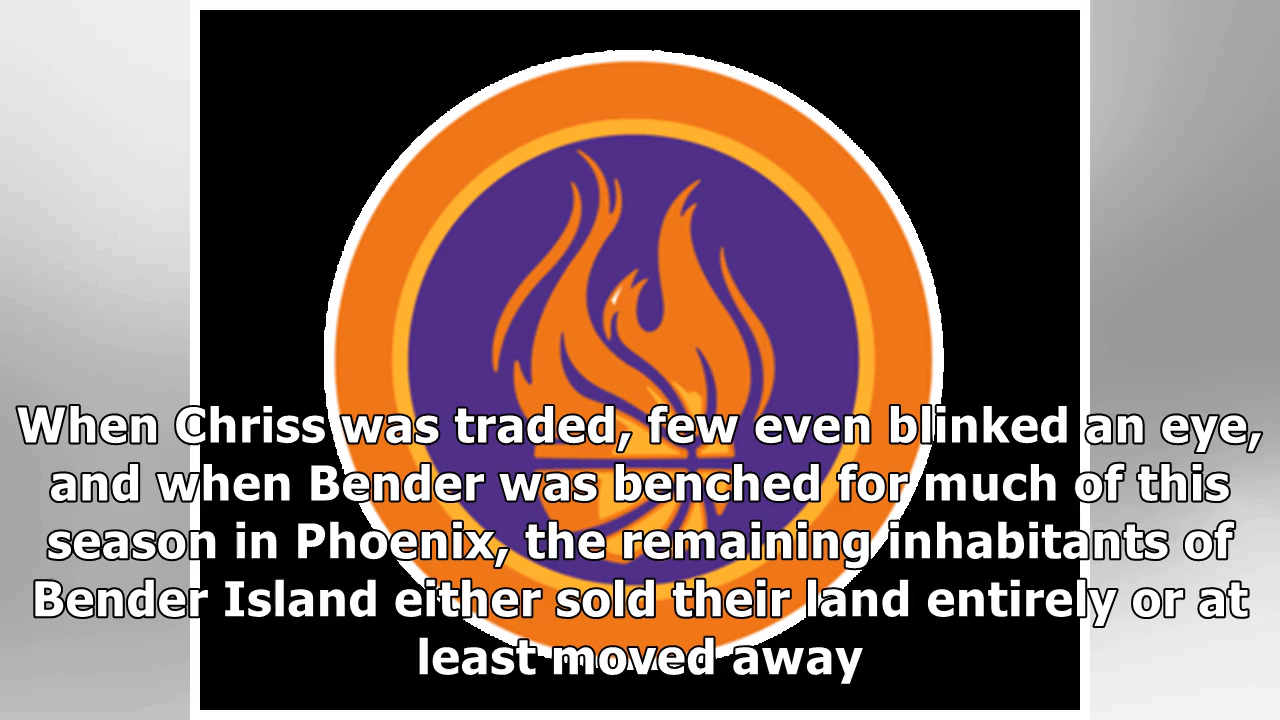 When Chriss was traded, few even blinked an eye,
and when Bender was benched for much of this
season in Phoenix, the remaining inhabitants of
Bender Island either sold their land entirely or at
least moved away